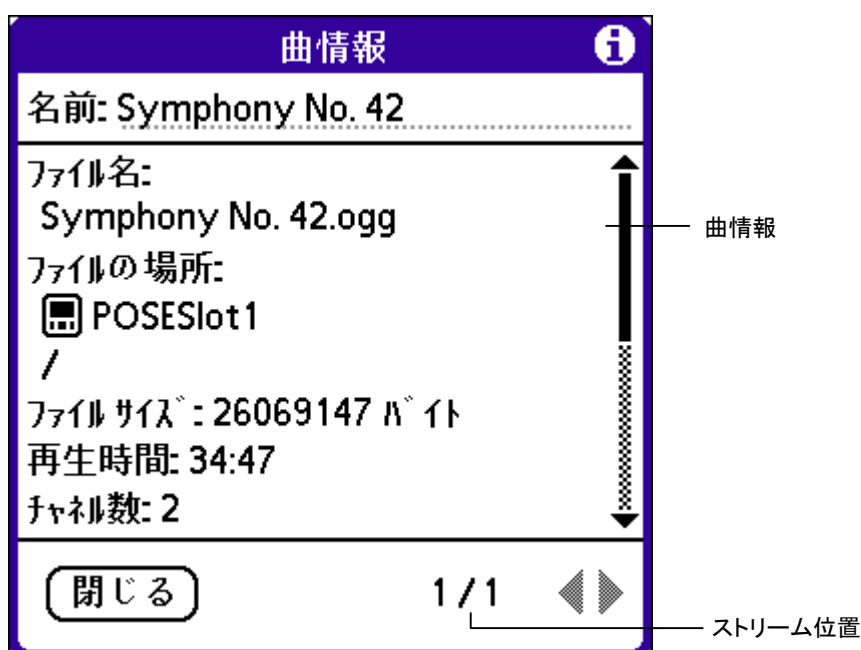 曲情報
名前: Symphony No. 42
ﾌｧｲﾙ名:
Symphony No. 42.ogg
曲情報
ﾌｧｲﾙの場所:
POSESlot1
/
ﾌｧｲﾙ ｻｲｽﾞ: 26069147 ﾊﾞｲﾄ
再生時間: 34:47
ﾁｬﾈﾙ数: 2
閉じる
1 / 1
ストリーム位置